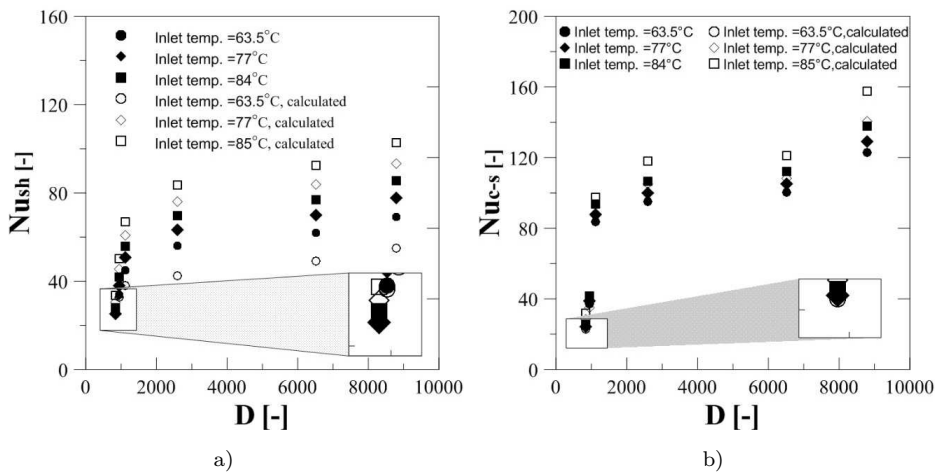 160
120
80
40
0
Nush [-]
Inlet temp. =63.5°C
Inlet temp. =77°C
Inlet temp. =84°C
Inlet temp. =63.5°C, calculated
Inlet temp. =77°C, calculated
Inlet temp. =85°C, calculated
0 2000 4000 6000 8000 10000
D [-]
a)
200
160
120
80
40
0
Nuc-s [-]
Inlet temp. =63.5°C Inlet temp. =63.5°C,calculated
Inlet temp. =77°C Inlet temp. =77°C,calculated
Inlet temp. =84°C Inlet temp. =85°C,calculated
0 2000 4000 6000 8000 10000
D [-]
b)